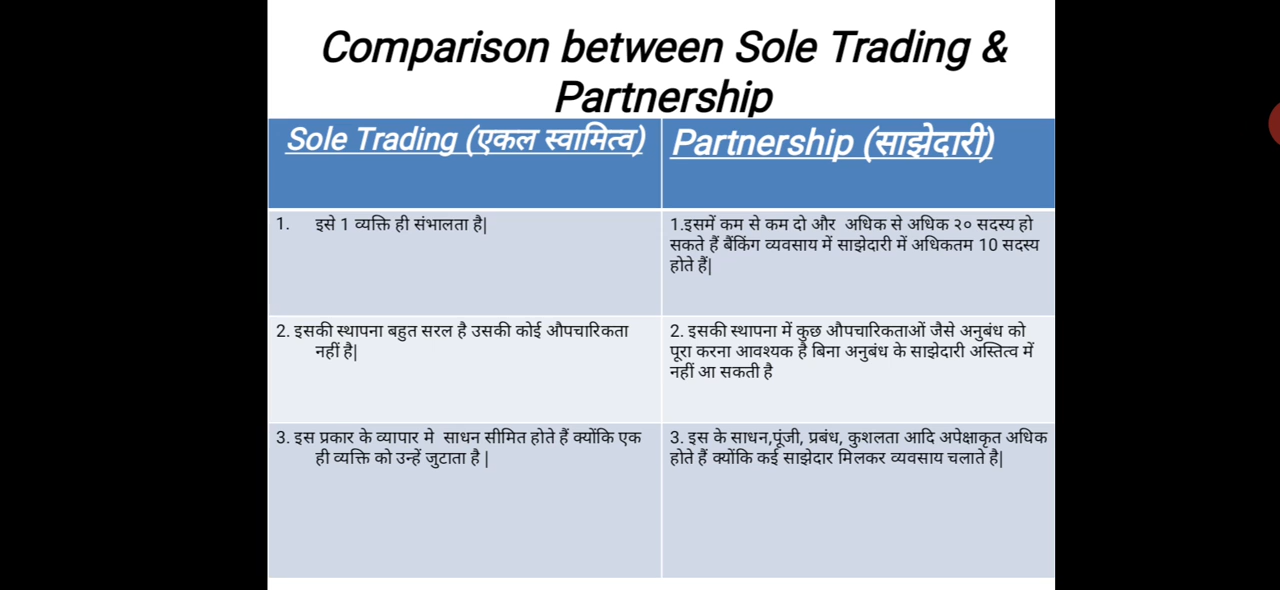 Comparison between Sole Trading &
Partnership
Sole Trading (एकल स्वामित्व)
Partnership (साझेदारी)
1. इसे 1 व्यक्ति ही संभालता है|
1.इसमें कम से कम दो और अधिक से अधिक २० सदस्य हो
सकते हैं बैंकिंग व्यवसाय में साझेदारी में अधिकतम 10 सदस्य
होते हैं|
2. इसकी स्थापना बहुत सरल है उसकी कोई औपचारिकता
नहीं है|
2. इसकी स्थापना में कुछ औपचारिकताओं जैसे अनुबंध को
पूरा करना आवश्यक है बिना अनुबंध के साझेदारी अस्तित्व में
नहीं आ सकती है
3. इस प्रकार के व्यापार मे साधन सीमित होते हैं क्योंकि एक
ही व्यक्ति को उन्हें जुटाता है |
3. इस के साधन,पूंजी, प्रबंध, कुशलता आदि अपेक्षाकृत अधिक
होते हैं क्योंकि कई साझेदार मिलकर व्यवसाय चलाते है|